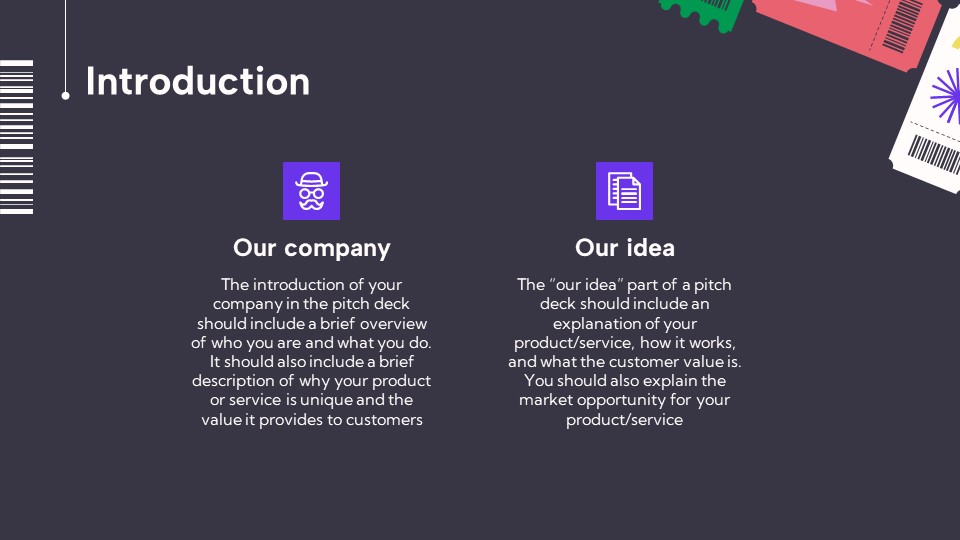 Introduction
Our company
The introduction of your
company in the pitch deck
should include a brief overview
of who you are and what you do.
It should also include a brief
description of why your product
or service is unique and the
value it provides to customers
Our idea
The “our idea” part of a pitch
deck should include an
explanation of your
product/service, how it works,
and what the customer value is.
You should also explain the
market opportunity for your
product/service